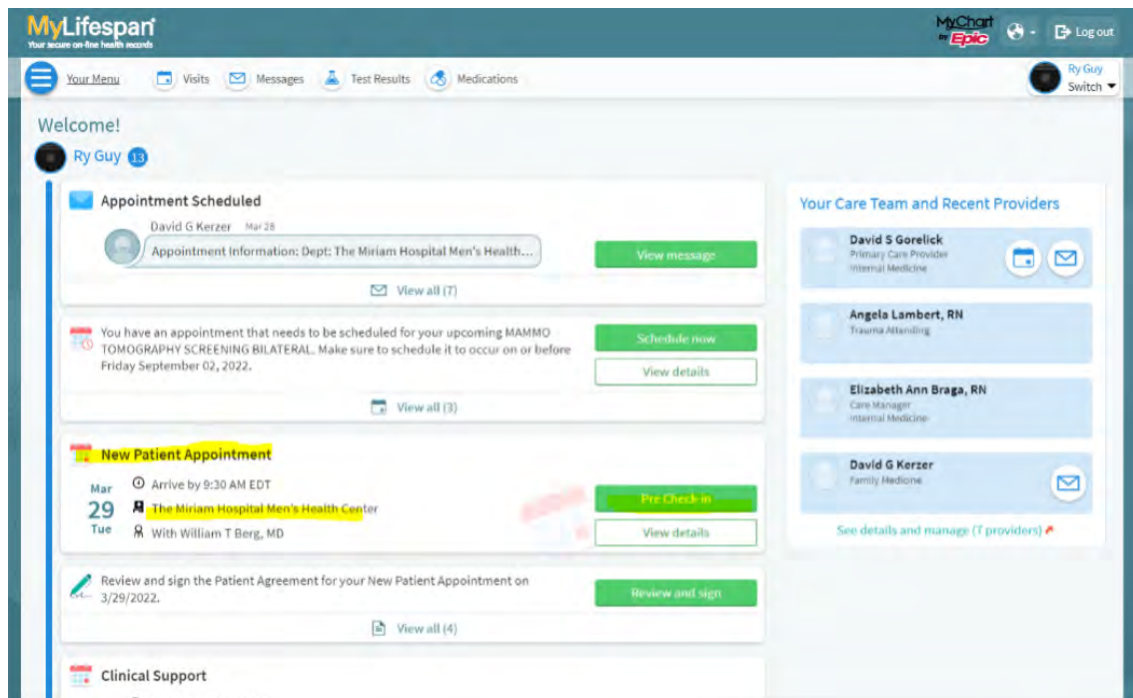 MyLifespan
Your secure on-line health records
MyChart
by Epic
Log out
Your Menu
Visits
Messages
Test Results
Medications
Ry Guy
Switch
Welcome!
Ry Guy 13
Appointment Scheduled
David G Kerzer Mar 28
Appointment Information: Dept: The Miriam Hospital Men's Health...
View message
View all (7)
You have an appointment that needs to be scheduled for your upcoming MAMMO
TOMOGRAPHY SCREENING BILATERAL. Make sure to schedule it to occur on or before
Friday September 02, 2022.
Schedule now
View details
View all (3)
New Patient Appointment
Mar
29
Tue
Arrive by 9:30 AM EDT
The Miriam Hospital Men's Health Center
With William T Berg, MD
Pre Check-in
View details
Review and sign the Patient Agreement for your New Patient Appointment on
3/29/2022.
Review and sign
View all (4)
Clinical Support
Your Care Team and Recent Providers
David S Gorelick
Primary Care Provider
Internal Medicine
Angela Lambert, RN
Trauma Attending
Elizabeth Ann Braga, RN
Care Manager
Internal Medicine
David G Kerzer
Family Medicine
See details and manage (7 providers)